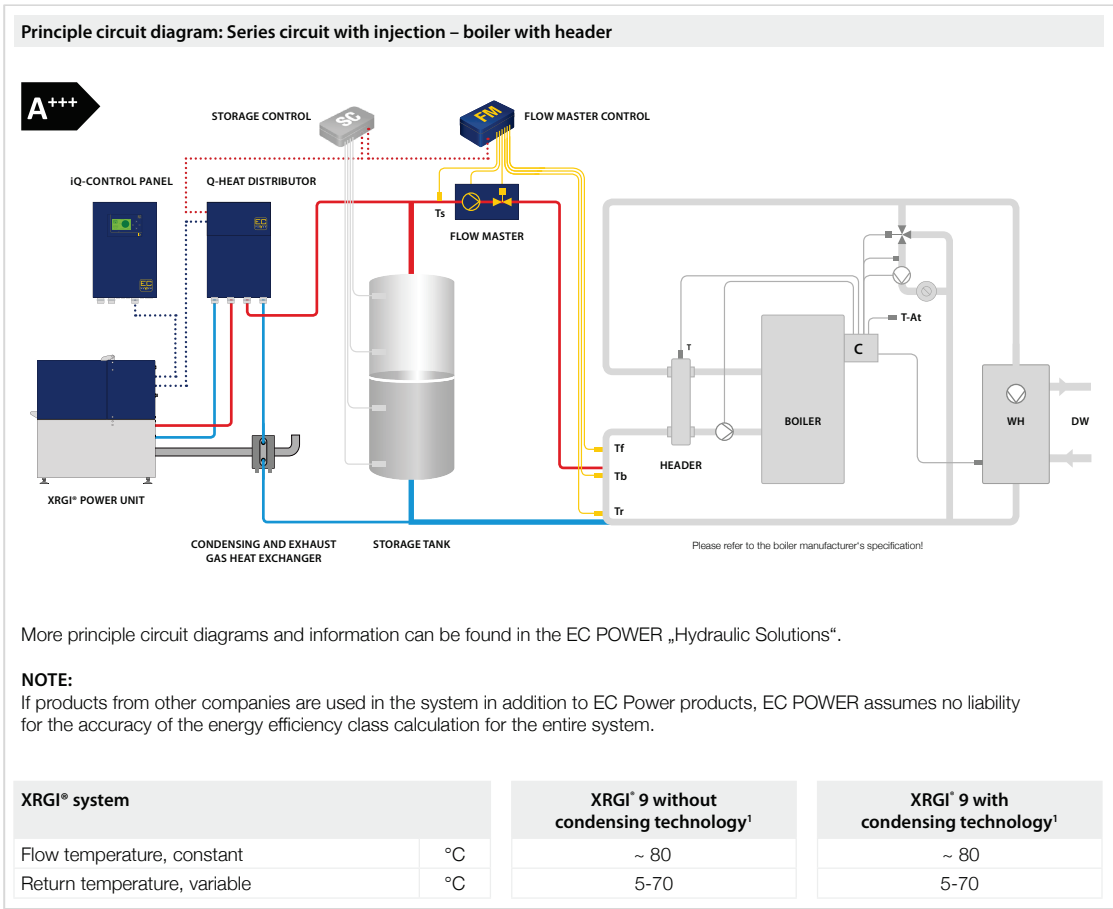 Principle circuit diagram: Series circuit with injection – boiler with header
A+++
STORAGE CONTROL
SC
FM
FLOW MASTER CONTROL
iQ-CONTROL PANEL
Q-HEAT DISTRIBUTOR
Ts
FLOW MASTER
EC
EC
T-At
T
C
BOILER
WH
DW
HEADER
Tf
Tb
Tr
XRGI® POWER UNIT
CONDENSING AND EXHAUST
GAS HEAT EXCHANGER
STORAGE TANK
Please refer to the boiler manufacturer's specification!
More principle circuit diagrams and information can be found in the EC POWER „Hydraulic Solutions“.
NOTE:
If products from other companies are used in the system in addition to EC Power products, EC POWER assumes no liability
for the accuracy of the energy efficiency class calculation for the entire system.
XRGI® system
XRGI® 9 without
condensing technology¹
XRGI® 9 with
condensing technology¹
Flow temperature, constant °C ~ 80 ~ 80
Return temperature, variable °C 5-70 5-70